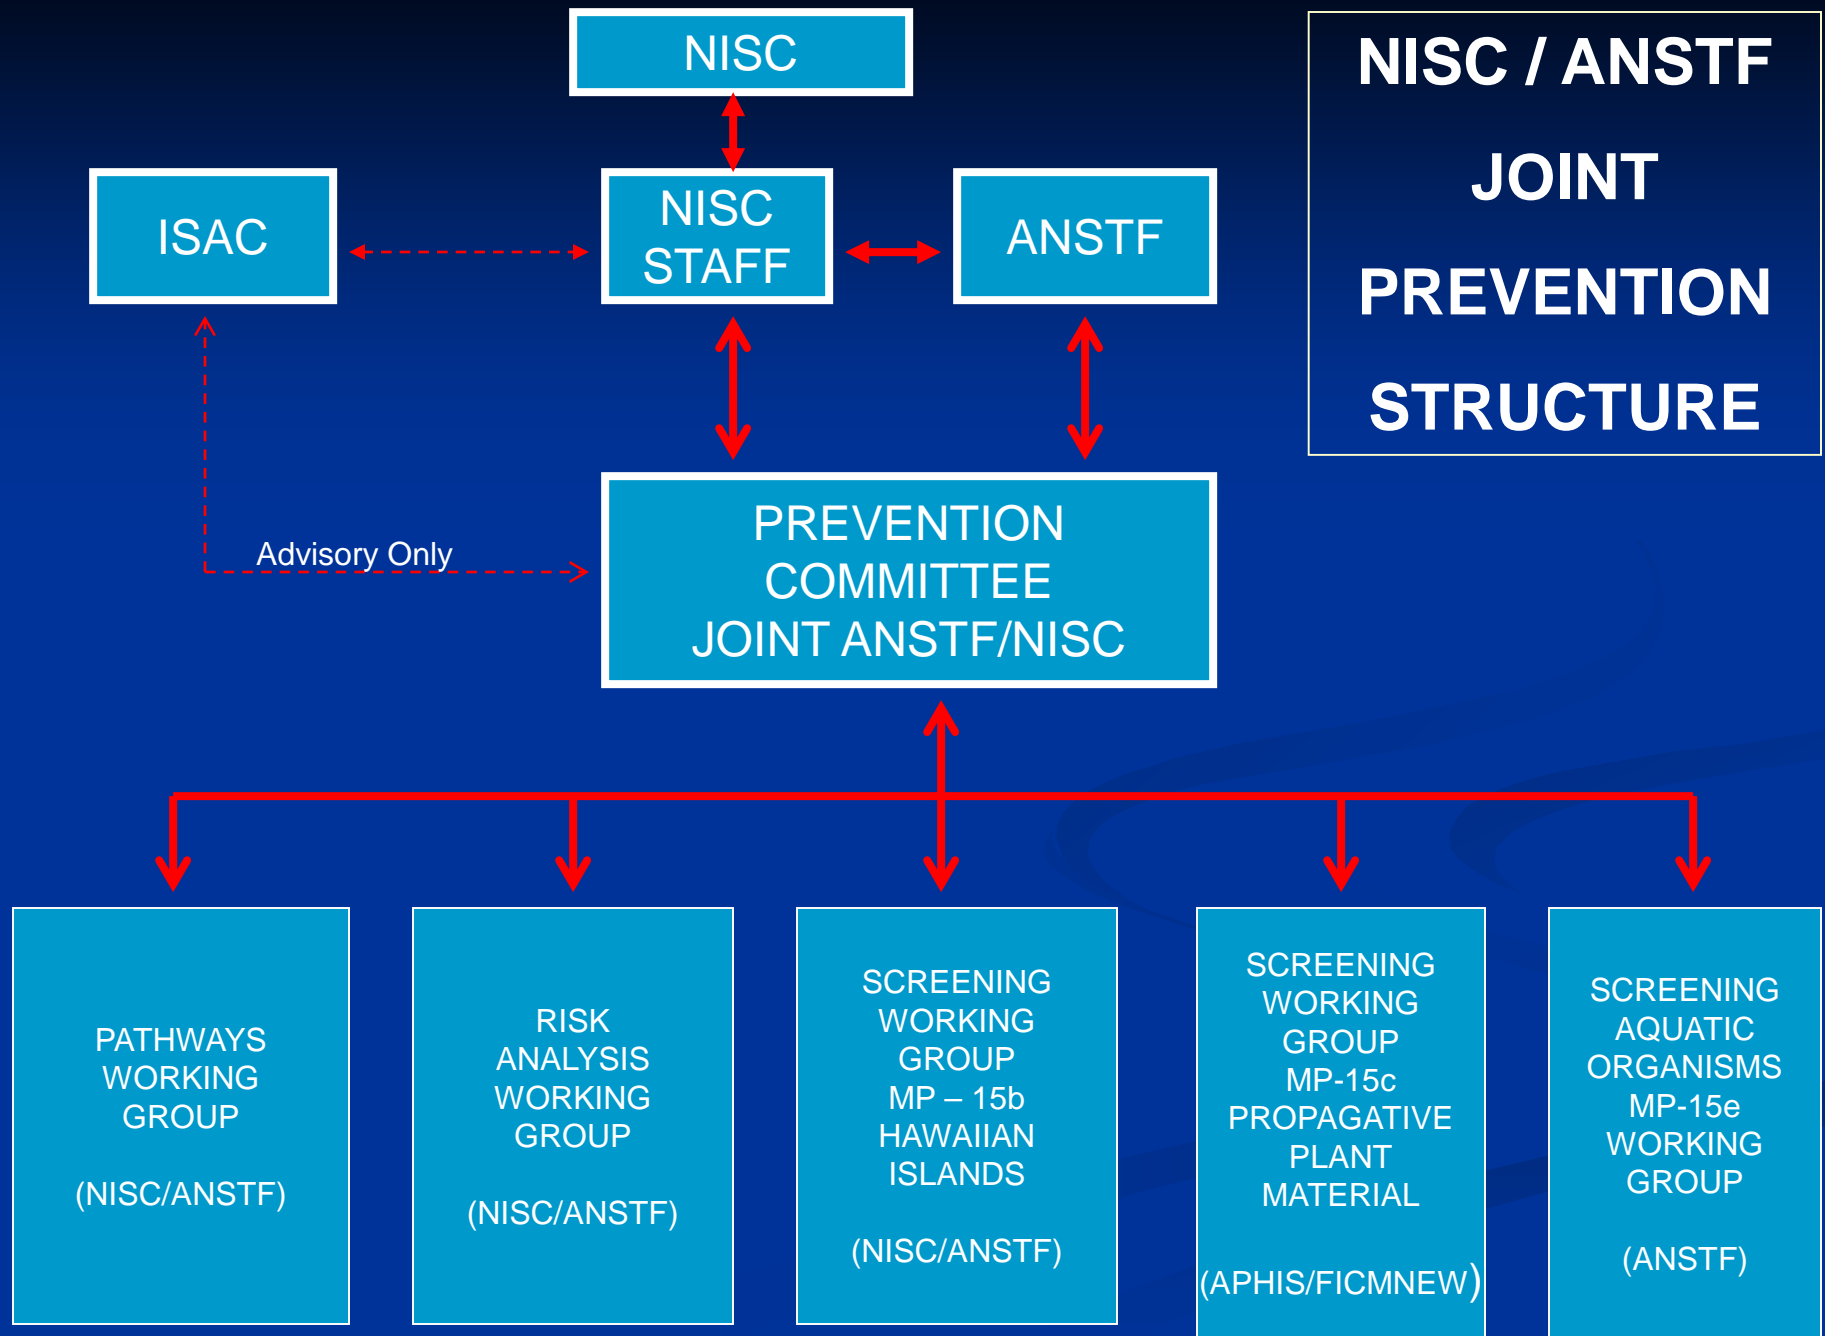 NISC
NISC / ANSTF
JOINT
PREVENTION
STRUCTURE
ISAC
NISC
STAFF
ANSTF
Advisory Only
PREVENTION
COMMITTEE
JOINT ANSTF/NISC
PATHWAYS
WORKING
GROUP
(NISC/ANSTF)
RISK
ANALYSIS
WORKING
GROUP
(NISC/ANSTF)
SCREENING
WORKING
GROUP
MP – 15b
HAWAIIAN
ISLANDS
(NISC/ANSTF)
SCREENING
WORKING
GROUP
MP-15c
PROPAGATIVE
PLANT
MATERIAL
(APHIS/FICMNEW)
SCREENING
AQUATIC
ORGANISMS
MP-15e
WORKING
GROUP
(ANSTF)